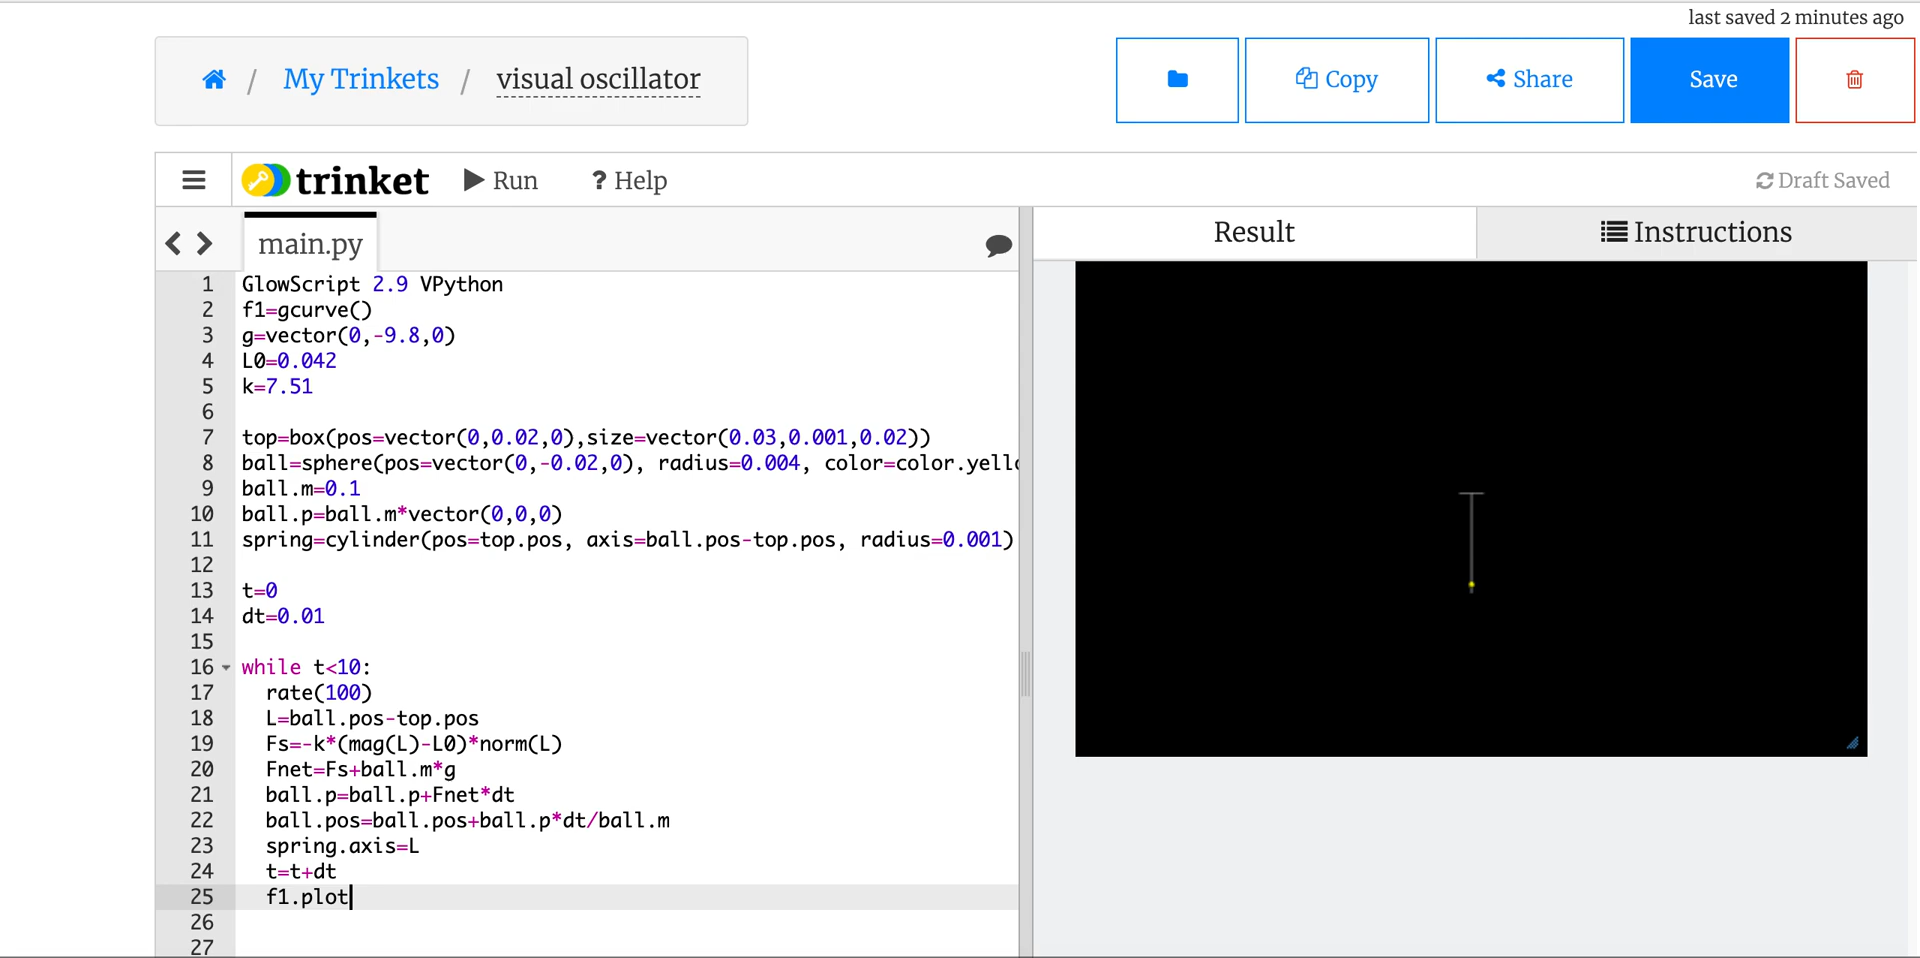 last saved 2 minutes ago
/ My Trinkets / visual oscillator
Copy
Share
Save
trinket
Run
? Help
Draft Saved
main.py
Result
Instructions
1 GlowScript 2.9 VPython
2 f1=gcurve()
3 g=vector(0,-9.8,0)
4 L0=0.042
5 k=7.51
6
7 top=box(pos=vector(0,0.02,0),size=vector(0.03,0.001,0.02))
8 ball=sphere(pos=vector(0,-0.02,0), radius=0.004, color=color.yello
9 ball.m=0.1
10 ball.p=ball.m*vector(0,0,0)
11 spring=cylinder(pos=top.pos, axis=ball.pos-top.pos, radius=0.001)
12
13 t=0
14 dt=0.01
15
16 while t<10:
17 rate(100)
18 L=ball.pos-top.pos
19 Fs=-k*(mag(L)-L0)*norm(L)
20 Fnet=Fs+ball.m*g
21 ball.p=ball.p+Fnet*dt
22 ball.pos=ball.pos+ball.p*dt/ball.m
23 spring.axis=L
24 t=t+dt
25 f1.plot
26
27